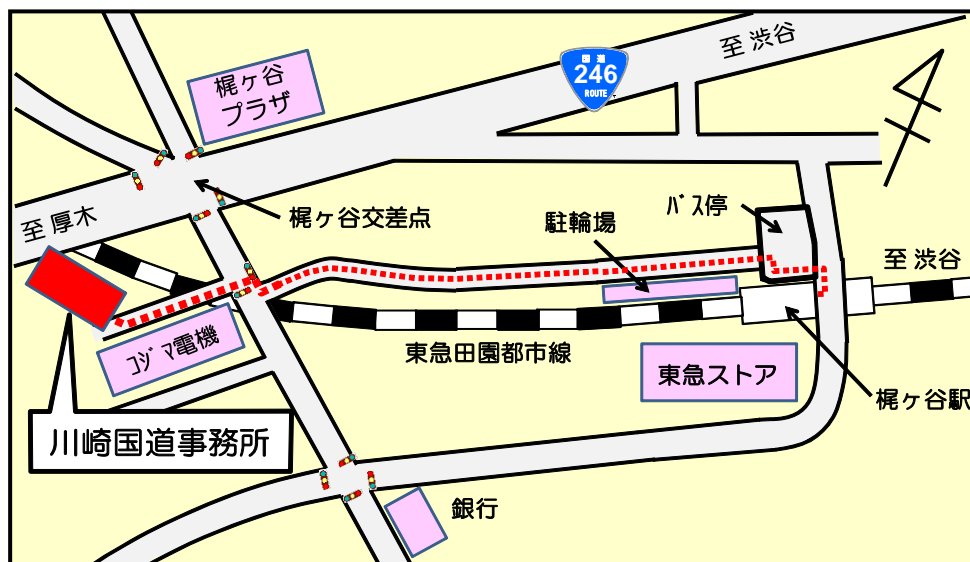 至 渋谷
国道
246
ROUTE
梶ヶ谷
プラザ
至 厚木
梶ヶ谷交差点
バス停
駐輪場
至 渋谷
コジマ電機
東急田園都市線
東急ストア
梶ヶ谷駅
川崎国道事務所
銀行